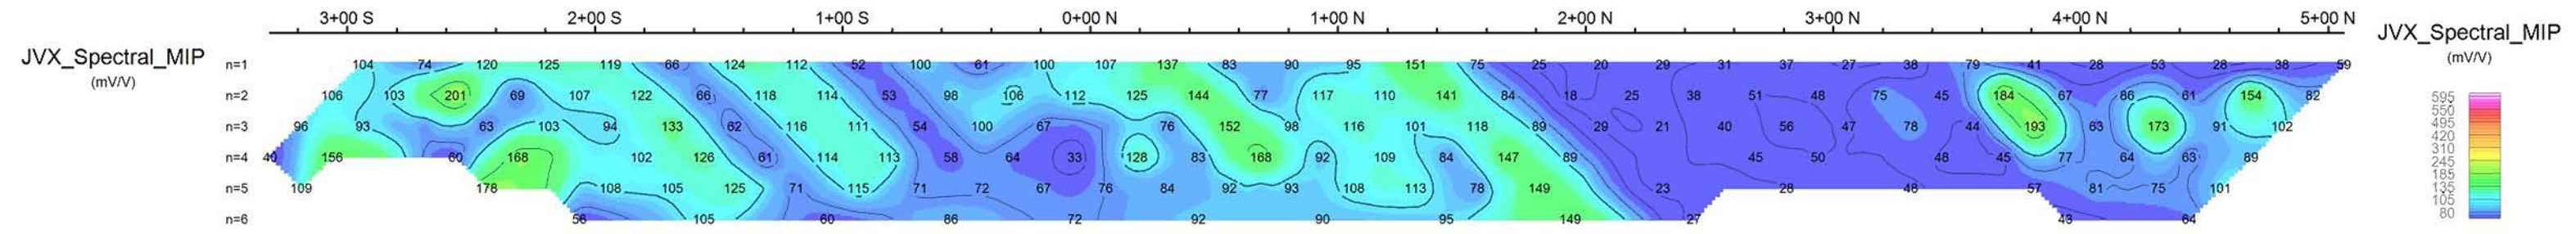 3+00 S 2+00 S 1+00 S 0+00 N 1+00 N 2+00 N 3+00 N 4+00 N 5+00 N
JVX_Spectral_MIP
(mV/V)
n=1 104 74 120 125 119 66 124 112 52 100 61 100 107 137 83 90 95 151 75 25 20 29 31 37 27 38 79 41 28 53 28 38 59
n=2 106 103 201 69 107 122 66 118 114 53 98 106 112 125 144 77 117 110 141 84 18 25 38 51 48 75 45 184 67 86 61 154 82
n=3 96 93 63 103 94 133 62 116 111 54 100 67 76 152 98 116 101 118 89 29 21 40 56 47 78 44 193 63 173 91 102
n=4 40 156 60 168 102 126 61 114 113 58 64 33 128 83 168 92 109 84 147 89 45 50 48 45 77 64 63 89
n=5 109 178 108 105 125 71 115 71 72 67 76 84 92 93 108 113 78 149 23 28 48 57 81 75 101
n=6 56 105 60 86 72 92 90 95 149 27 43 64
JVX_Spectral_MIP
(mV/V)
595
550
495
420
310
245
185
135
105
80